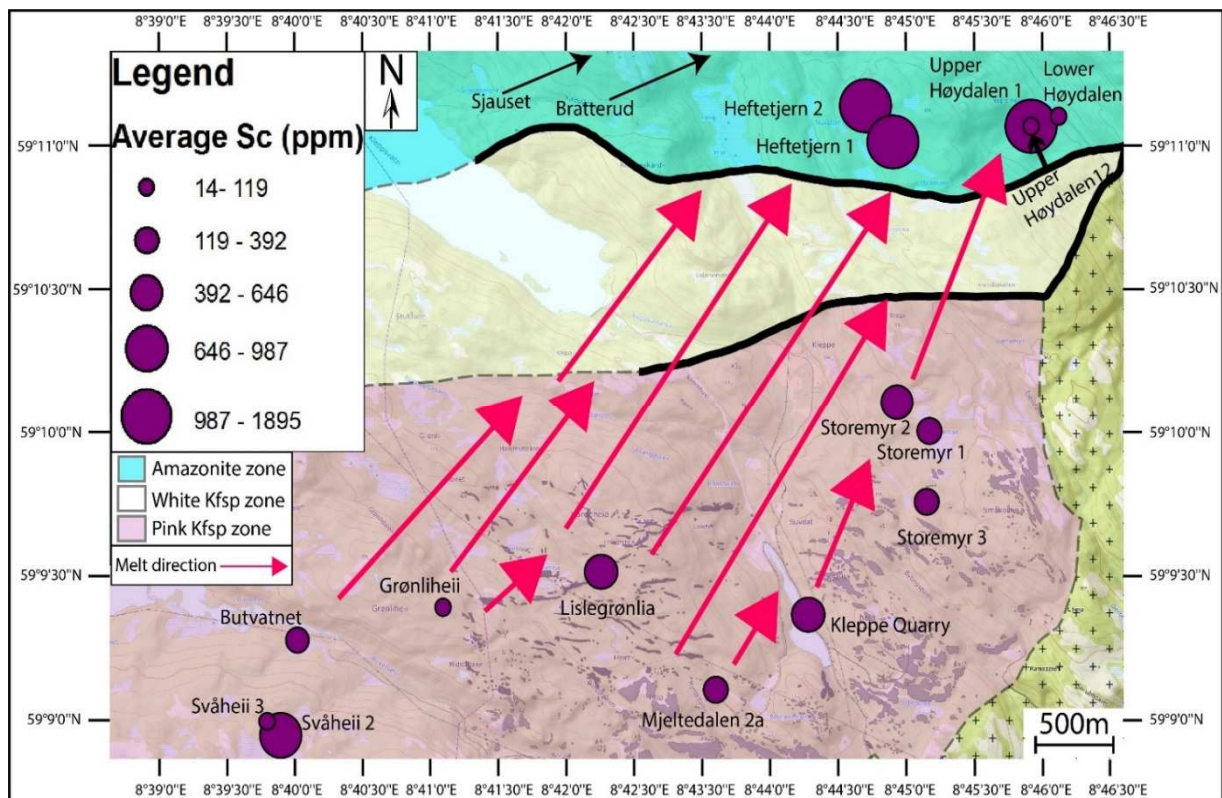 8°39'0"E 8°40'0"E 8°41'0"E 8°41'30"E 8°42'0"E 8°42'30"E 8°43'0"E 8°43'30"E 8°44'0"E 8°44'30"E 8°45'0"E 8°45'30"E 8°46'0"E 8°46'30"E
Legend
Average Sc (ppm)
14- 119
119 - 392
392 - 646
646 - 987
987 - 1895
Amazonite zone
White Kfsp zone
Pink Kfsp zone
Melt direction
N
Sjauset
Bratterud
Heftetjern 2
Heftetjern 1
Upper
Høydalen 1
Lower
Høydalen
Upper
Høydalen12
59°11'0"N
59°11'0"N
59°10'30"N
59°10'30"N
Kleppe
Storemyr 2
59°10'0"N
Storemyr 1
59°10'0"N
Storemyr 3
59°9'30"N
Grønliheii
Lislegrønlia
59°9'30"N
Butvatnet
Kleppe Quarry
Svåheii 3
Svåheii 2
Mjeltedalen 2a
59°9'0"N
59°9'0"N
500m
8°39'0"E 8°39'30"E 8°40'0"E 8°40'30"E 8°41'0"E 8°41'30"E 8°42'0"E 8°42'30"E 8°43'0"E 8°43'30"E 8°44'0"E 8°44'30"E 8°45'0"E 8°45'30"E 8°46'0"E 8°46'30"E